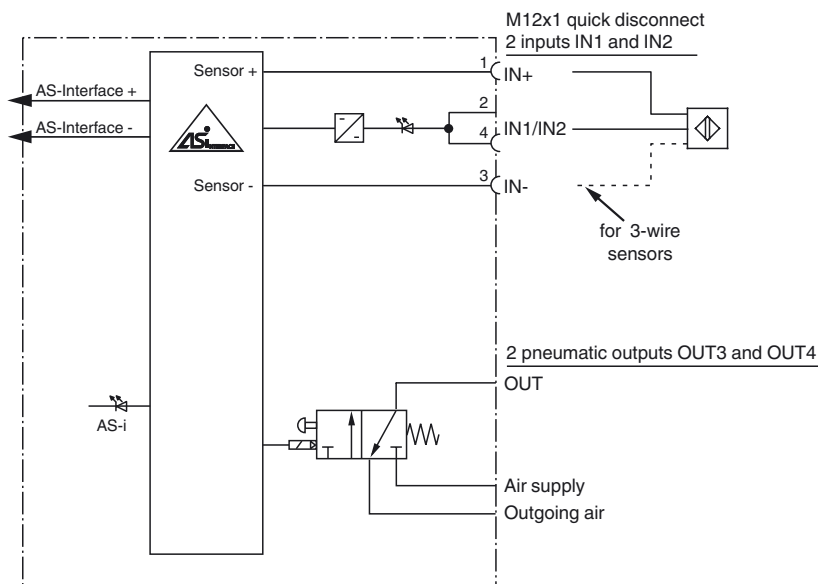 M12x1 quick disconnect
2 inputs IN1 and IN2
Sensor +
1
IN+
AS-Interface +
2
AS-Interface -
IN1/IN2
4
ASi
INTERFACE
Sensor -
3
IN-
for 3-wire
sensors
2 pneumatic outputs OUT3 and OUT4
OUT
AS-i
Air supply
Outgoing air